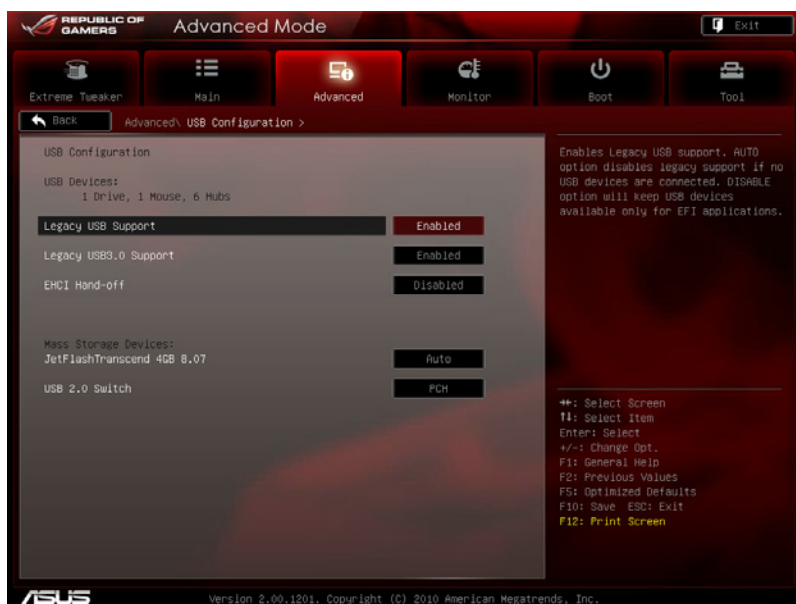 REPUBLIC OF
GAMERS
Advanced Mode
Exit
Extreme Tweaker
Main
Advanced
Monitor
Boot
Tool
Back
Advanced\ USB Configuration >
USB Configuration
USB Devices:
1 Drive, 1 Mouse, 6 Hubs
Legacy USB Support Enabled
Legacy USB3.0 Support Enabled
EHCI Hand-off Disabled
Mass Storage Devices:
JetFlashTranscend 4GB 8.07 Auto
USB 2.0 Switch PCH
Enables Legacy USB support. AUTO
option disables legacy support if no
USB devices are connected. DISABLE
option will keep USB devices
available only for EFI applications.
→←: Select Screen
↑↓: Select Item
Enter: Select
+/-: Change Opt.
F1: General Help
F2: Previous Values
F5: Optimized Defaults
F10: Save ESC: Exit
F12: Print Screen
ASUS
Version 2.00.1201. Copyright (C) 2010 American Megatrends, Inc.